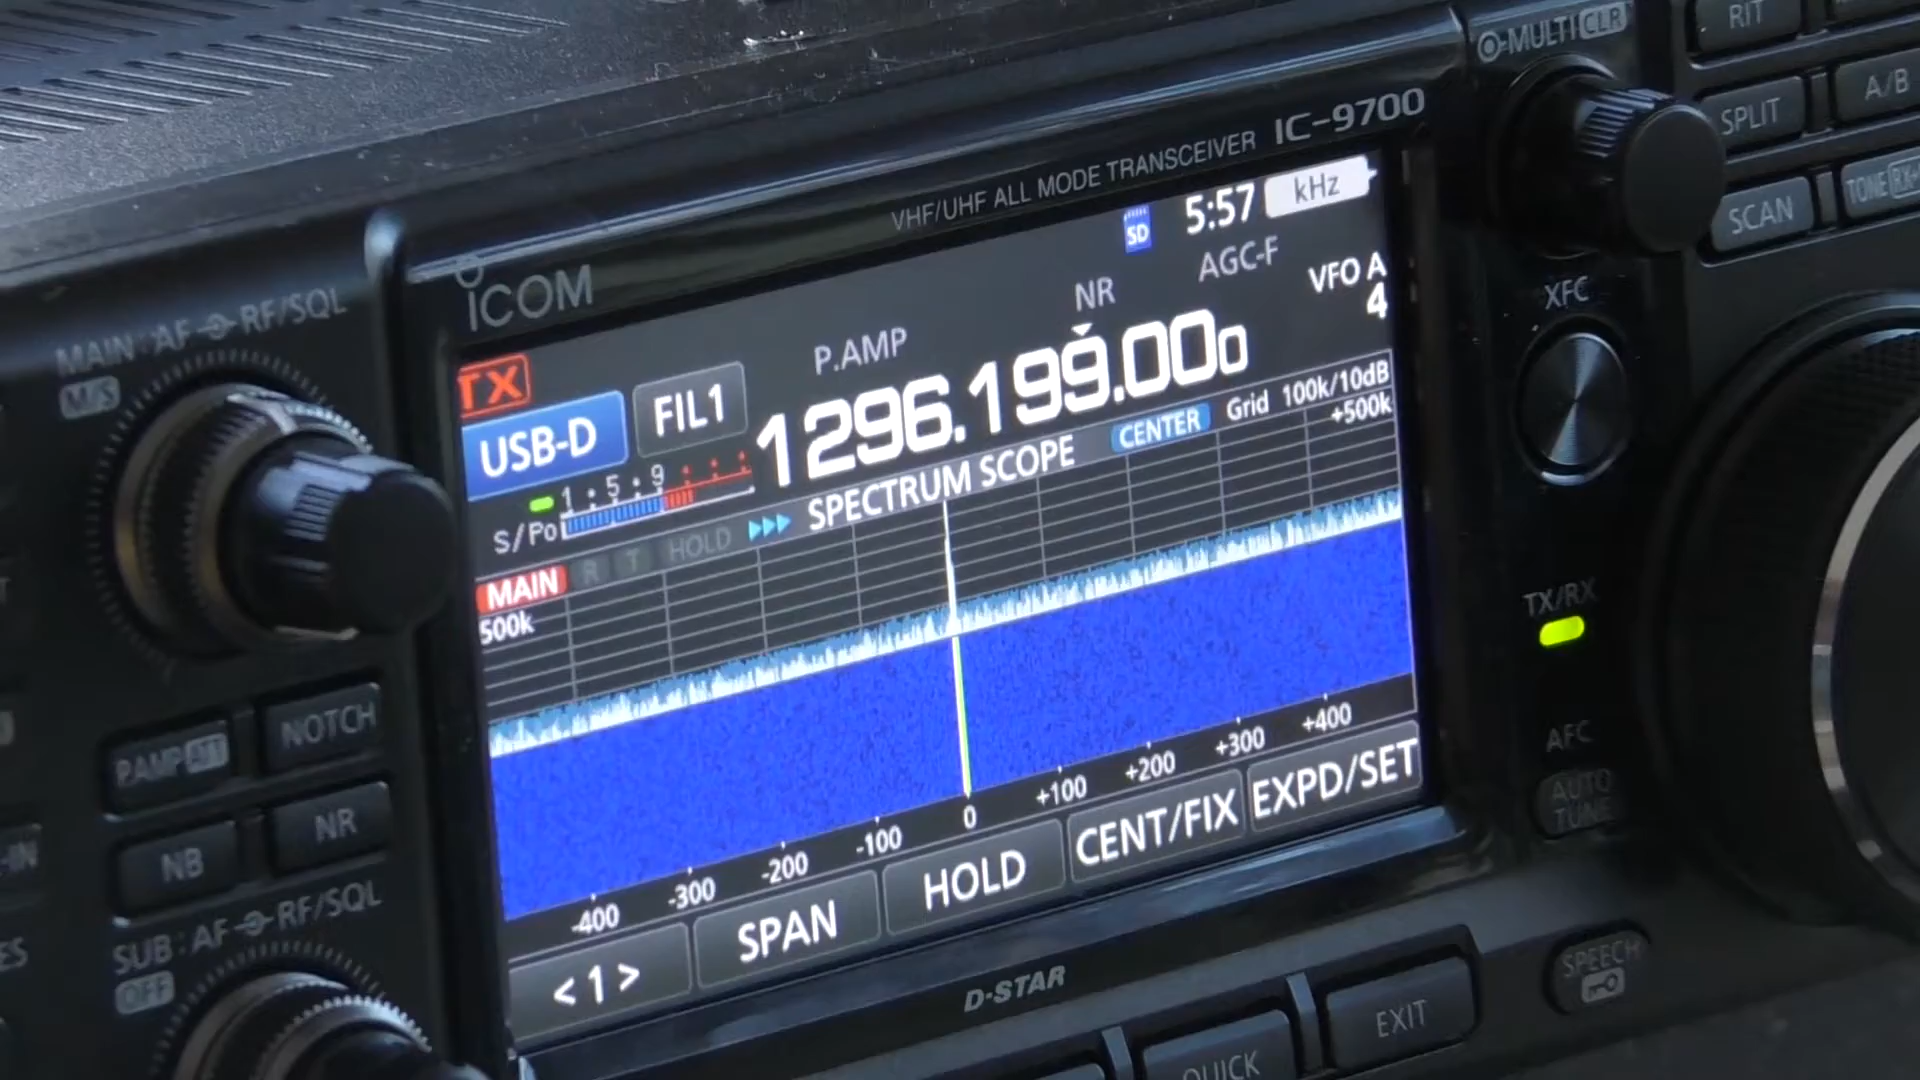 MULTI CLR
RIT
IC-9700
VHF/UHF ALL MODE TRANSCEIVER
SPLIT
A/B
SD
5:57
kHz
SCAN
TONE
ICOM
MAIN: AF RF/SQL
M/S
P.AMP
NR
AGC-F
VFO A
4
XFC
TX
USB-D
FIL1
1296.199.000
CENTER
Grid 100k/10dB
1 : 5 : 9
S/Po
SPECTRUM SCOPE
+500k
MAIN
R T HOLD
500k
TX/RX
P.AMP ATT
NOTCH
AFC
NB
NR
AUTO
TUNE
-400 -300 -200 -100 0 +100 +200 +300 +400
< 1 >
SPAN
HOLD
CENT/FIX
EXPD/SET
-IN
SUB: AF RF/SQL
OFF
ES
D-STAR
SPEECH
QUICK
EXIT